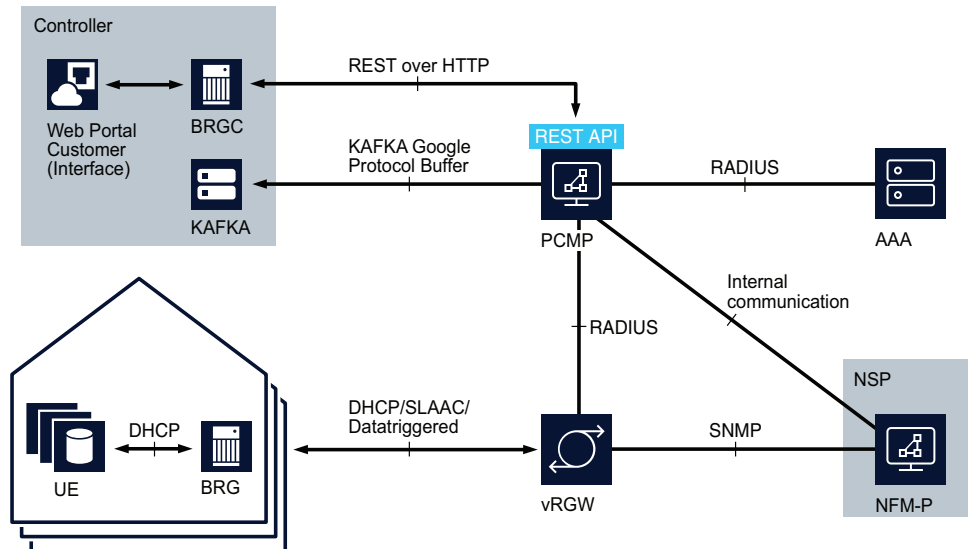 Controller
REST over HTTP
BRGC
Web Portal
Customer
(Interface)
REST API
KAFKA Google
Protocol Buffer
RADIUS
KAFKA
PCMP
AAA
Internal
communication
RADIUS
NSP
DHCP/SLAAC/
Datatriggered
DHCP
SNMP
UE
BRG
vRGW
NFM-P